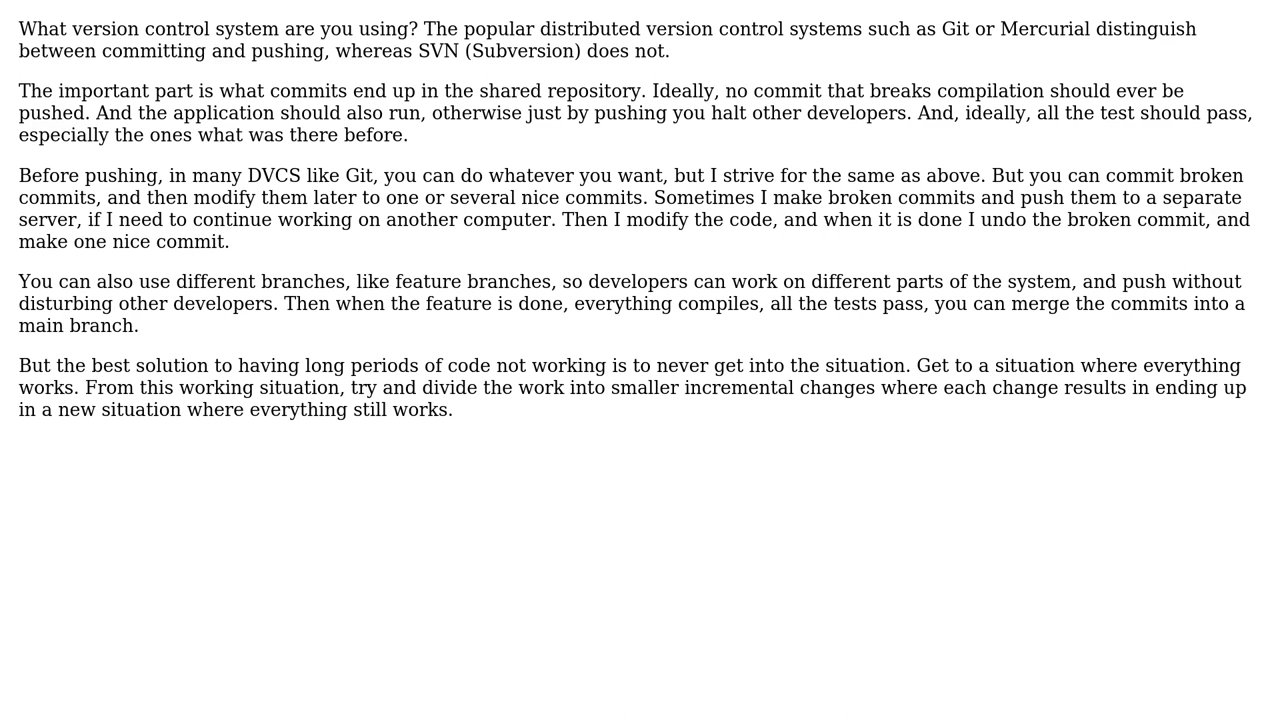 What version control system are you using? The popular distributed version control systems such as Git or Mercurial distinguish
between committing and pushing, whereas SVN (Subversion) does not.
The important part is what commits end up in the shared repository. Ideally, no commit that breaks compilation should ever be
pushed. And the application should also run, otherwise just by pushing you halt other developers. And, ideally, all the test should pass,
especially the ones what was there before.
Before pushing, in many DVCS like Git, you can do whatever you want, but I strive for the same as above. But you can commit broken
commits, and then modify them later to one or several nice commits. Sometimes I make broken commits and push them to a separate
server, if I need to continue working on another computer. Then I modify the code, and when it is done I undo the broken commit, and
make one nice commit.
You can also use different branches, like feature branches, so developers can work on different parts of the system, and push without
disturbing other developers. Then when the feature is done, everything compiles, all the tests pass, you can merge the commits into a
main branch.
But the best solution to having long periods of code not working is to never get into the situation. Get to a situation where everything
works. From this working situation, try and divide the work into smaller incremental changes where each change results in ending up
in a new situation where everything still works.